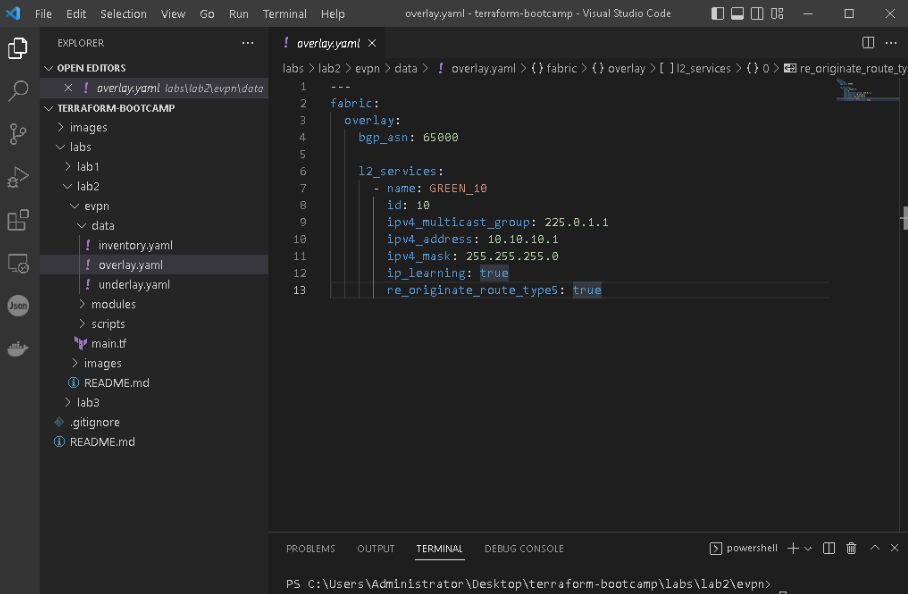 File Edit Selection View Go Run Terminal Help overlay.yaml - terraform-bootcamp - Visual Studio Code
EXPLORER
OPEN EDITORS
overlay.yaml labs\lab2\evpn\data
TERRAFORM-BOOTCAMP
images
labs
lab1
lab2
evpn
data
inventory.yaml
overlay.yaml
underlay.yaml
modules
scripts
main.tf
images
README.md
lab3
.gitignore
README.md
Json
! overlay.yaml
labs > lab2 > evpn > data > ! overlay.yaml > {} fabric > {} overlay > [ ] l2_services > {} 0 > re_originate_route_ty
1 ---
2 fabric:
3 overlay:
4 bgp_asn: 65000
5
6 l2_services:
7 - name: GREEN_10
8 id: 10
9 ipv4_multicast_group: 225.0.1.1
10 ipv4_address: 10.10.10.1
11 ipv4_mask: 255.255.255.0
12 ip_learning: true
13 re_originate_route_type5: true
PROBLEMS OUTPUT TERMINAL DEBUG CONSOLE powershell
PS C:\Users\Administrator\Desktop\terraform-bootcamp\labs\lab2\evpn>